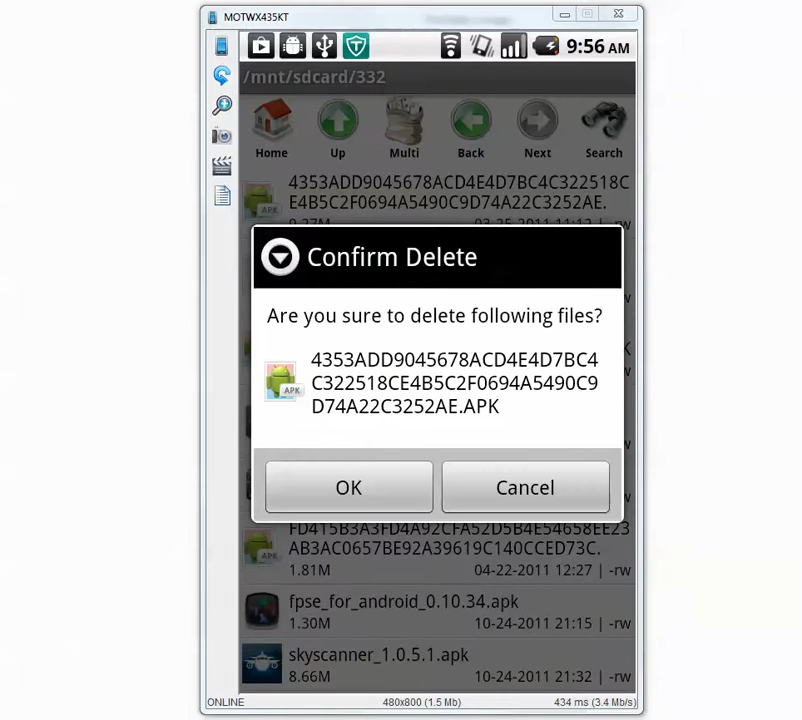 MOTWX435KT
9:56 AM
/mnt/sdcard/332
Home Up Multi Back Next Search
4353ADD9045678ACD4E4D7BC4C322518C
E4B5C2F0694A5490C9D74A22C3252AE.
APK
Confirm Delete
Are you sure to delete following files?
4353ADD9045678ACD4E4D7BC4
C322518CE4B5C2F0694A5490C9
D74A22C3252AE.APK
APK
OK Cancel
AB3AC0657BE92A39619C140CCED73C.
APK
1.81M 04-22-2011 12:27 | -rw
fpse_for_android_0.10.34.apk
1.30M 10-24-2011 21:15 | -rw
skyscanner_1.0.5.1.apk
8.66M 10-24-2011 21:32 | -rw
ONLINE 480x800 (1.5 Mb) 434 ms (3.4 Mb/s)